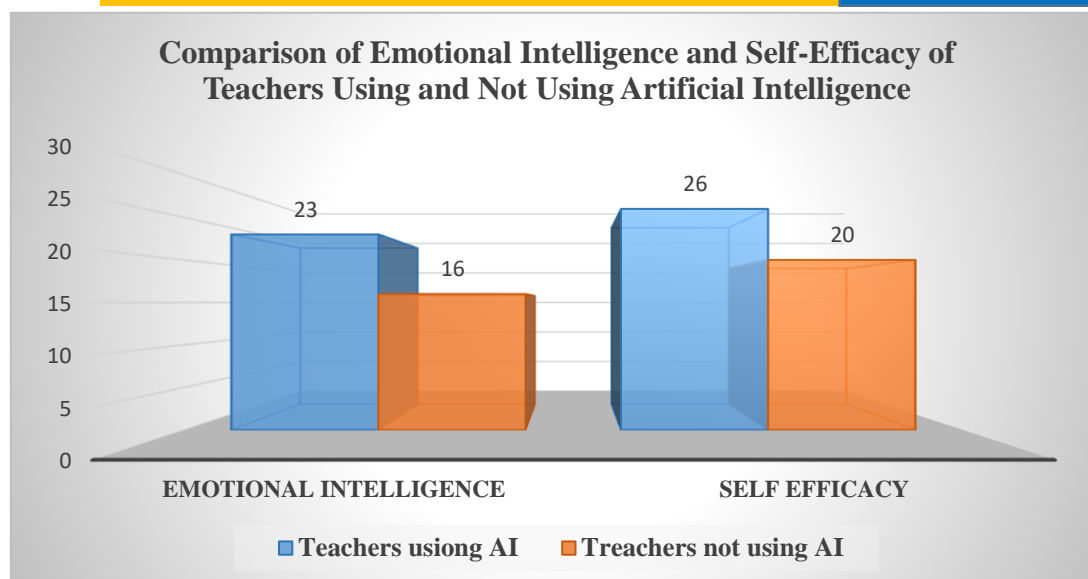 Comparison of Emotional Intelligence and Self-Efficacy of
Teachers Using and Not Using Artificial Intelligence
30
25
20
15
10
5
0
23
16
26
20
EMOTIONAL INTELLIGENCE
SELF EFFICACY
Teachers usiong AI
Treachers not using AI